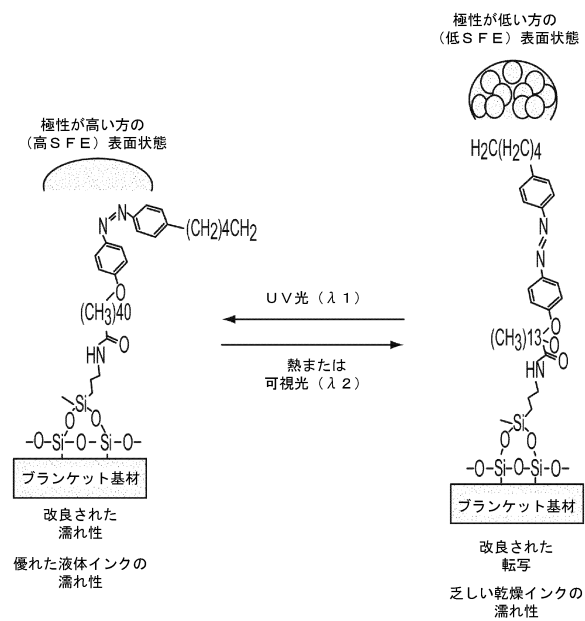 極性が低い方の
（低ＳＦＥ）表面状態
極性が高い方の
（高ＳＦＥ）表面状態
H2C(H2C)4
N
N
(CH2)4CH2
N
N
O
(CH3)40
O
HN
ＵＶ光（λ１）
熱または
可視光（λ２）
O
(CH3)13
O
O
HN
Si
O
O
-O-Si-O-Si-O-
ブランケット基材
改良された
濡れ性
優れた液体インクの
濡れ性
Si
O
O
-O-Si-O-Si-O-
ブランケット基材
改良された
転写
乏しい乾燥インクの
濡れ性